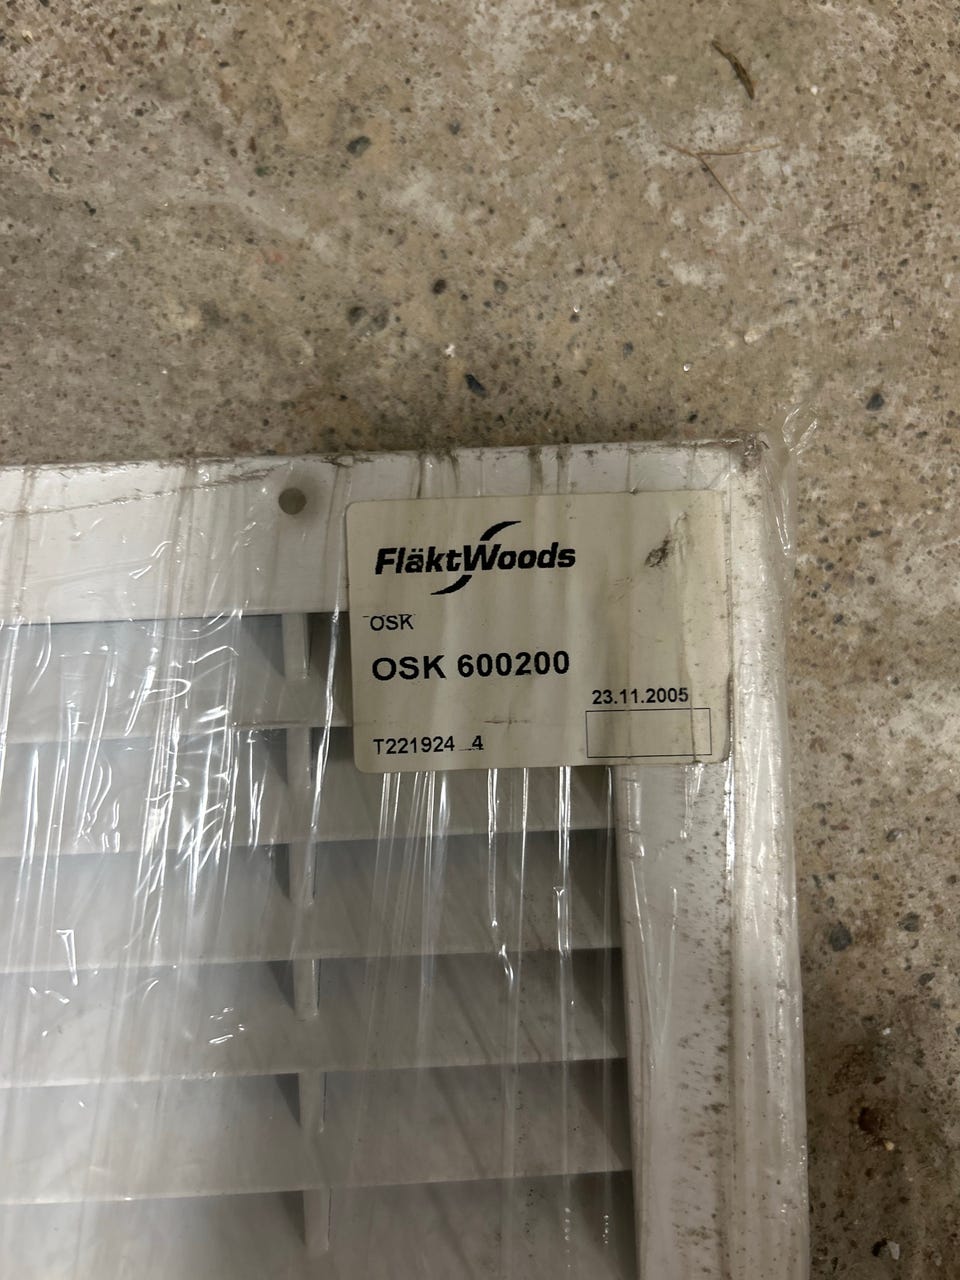 FläktWoods
OSK
OSK 600200
23.11.2005
T221924 4